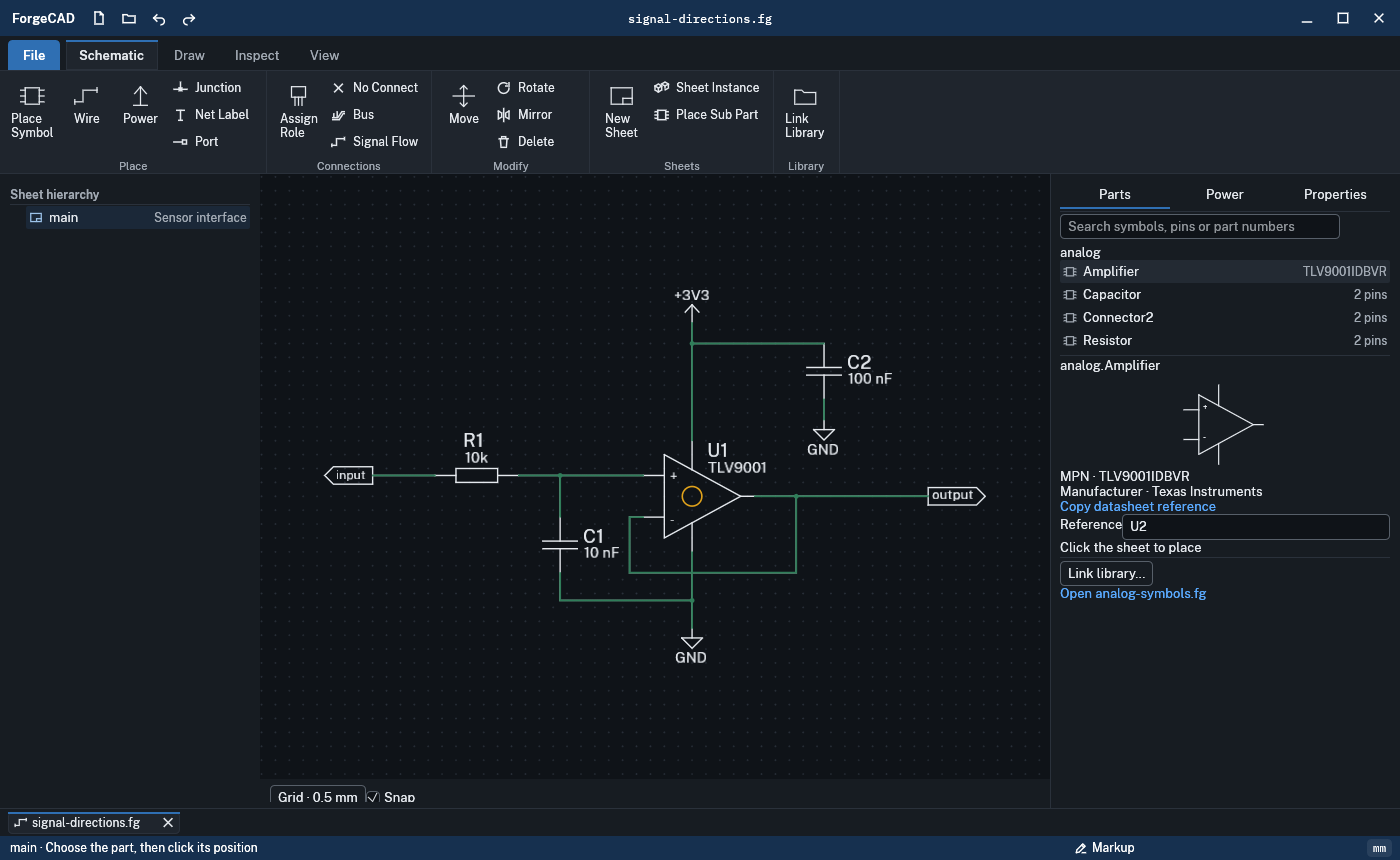 ForgeCAD
signal-directions.fg
File
Schematic
Draw
Inspect
View
Place Symbol
Wire
Power
Junction
Net Label
Port
Place
Assign Role
No Connect
Bus
Signal Flow
Connections
Move
Rotate
Mirror
Delete
Modify
New Sheet
Sheet Instance
Place Sub Part
Sheets
Link Library
Library
Sheet hierarchy
main Sensor interface
+3V3
C2
100 nF
GND
R1
10k
input
U1
TLV9001
+
-
output
C1
10 nF
GND
Grid · 0.5 mm
Snap
Parts
Power
Properties
Search symbols, pins or part numbers
analog
Amplifier TLV9001IDBVR
Capacitor 2 pins
Connector2 2 pins
Resistor 2 pins
analog.Amplifier
+
-
MPN · TLV9001IDBVR
Manufacturer · Texas Instruments
Copy datasheet reference
Reference U2
Click the sheet to place
Link library...
Open analog-symbols.fg
signal-directions.fg
main · Choose the part, then click its position
Markup
mm